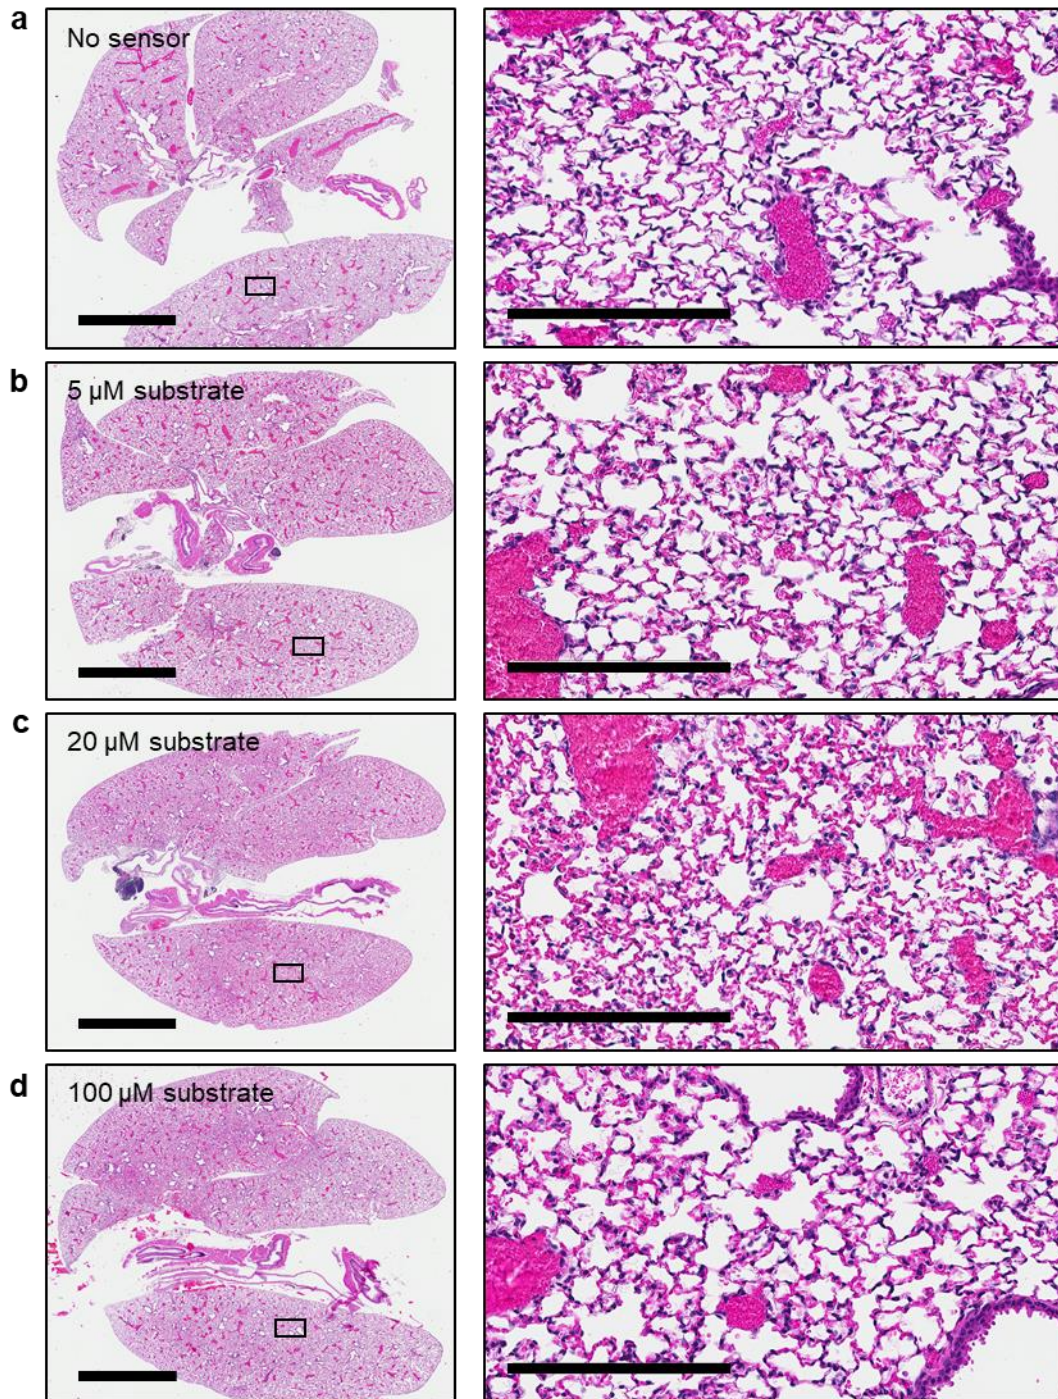 a
No sensor
b
5 µM substrate
c
20 µM substrate
d
100 µM substrate